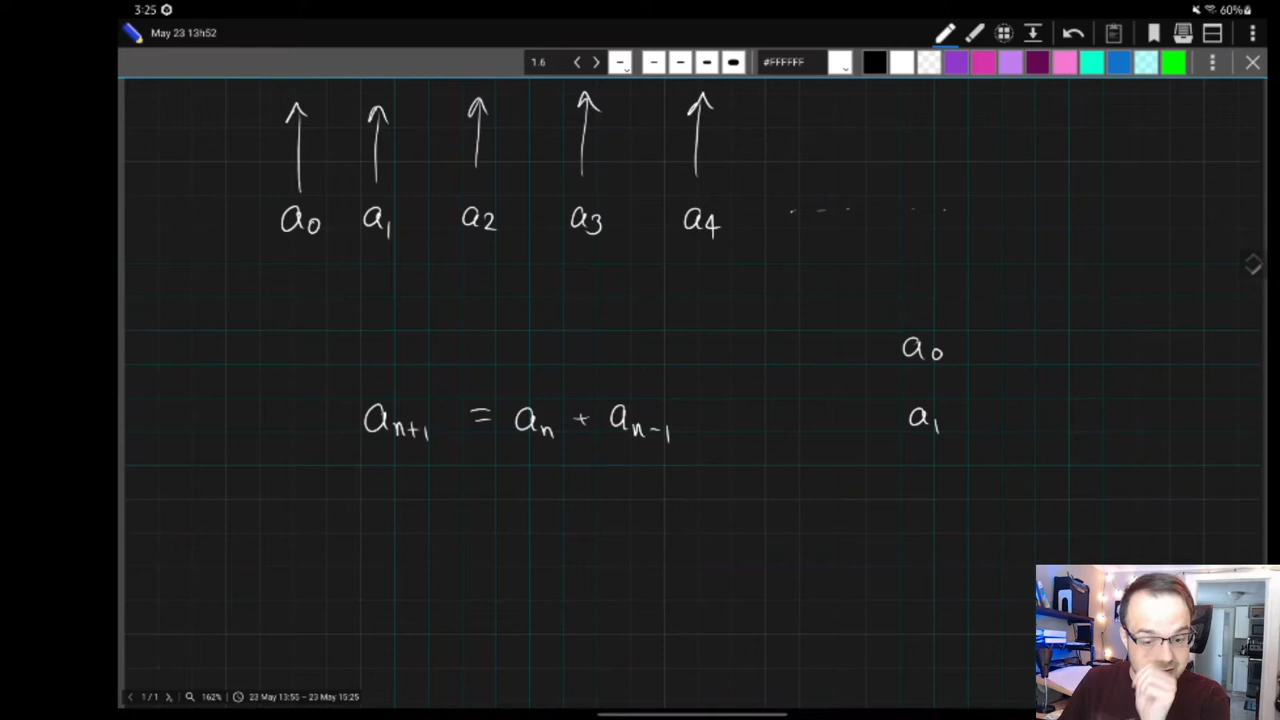 3:25 60%
May 23 13h52
1.6 #FFFFFF
a₀ a₁ a₂ a₃ a₄ - - - - -
a₀
aₙ₊₁ = aₙ + aₙ₋₁ a₁
1/1 162% 23 May 13:55 – 23 May 15:25